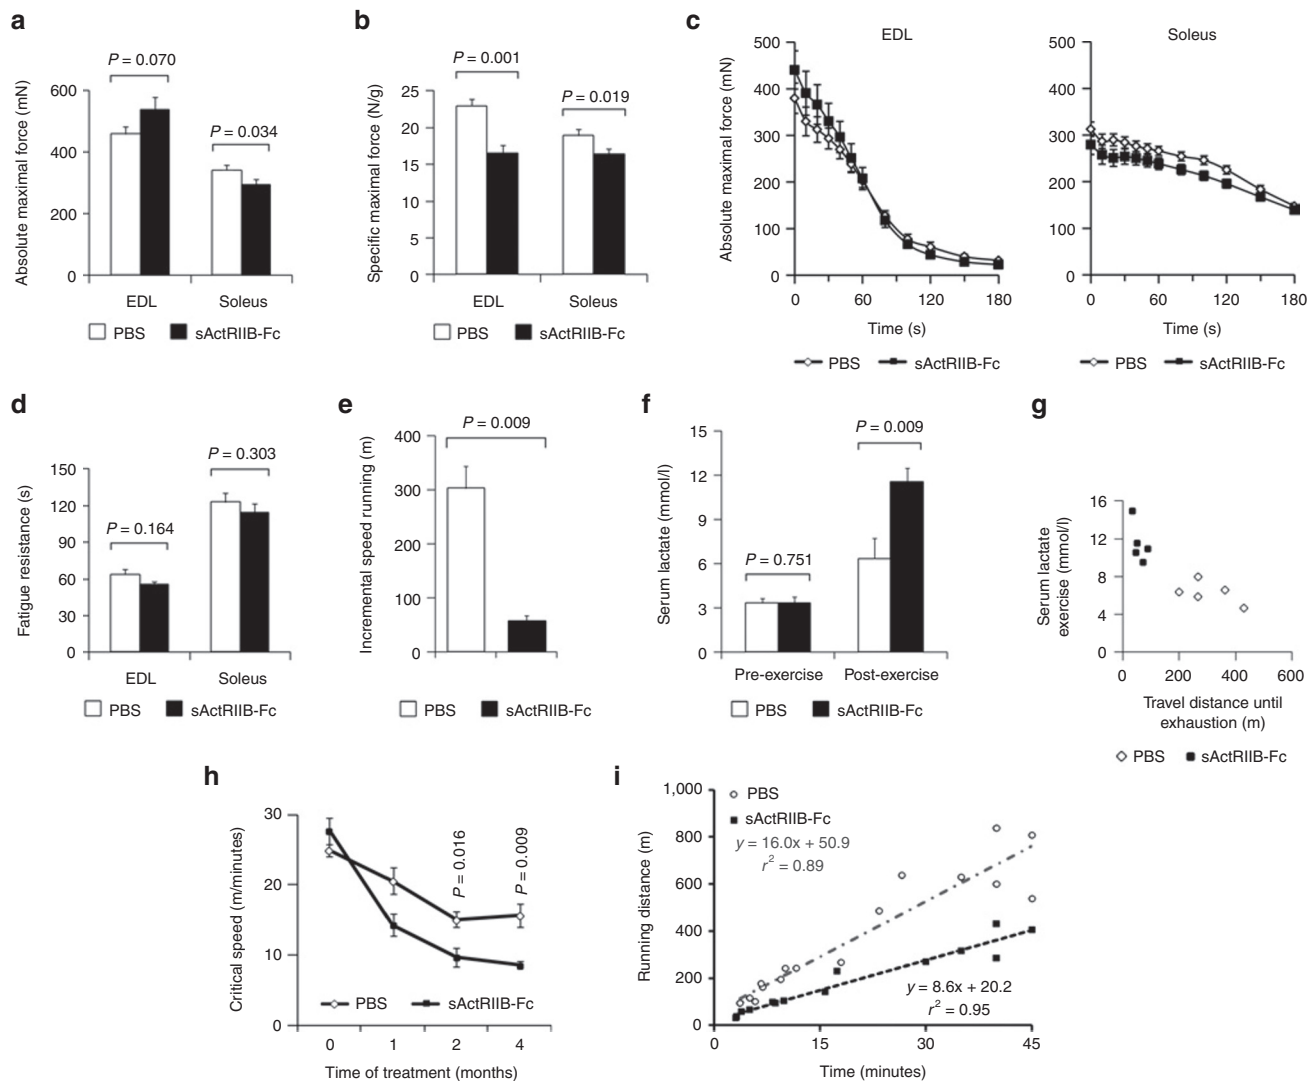 a
Absolute maximal force (mN)
P = 0.070
P = 0.034
600
400
200
0
EDL
Soleus
PBS
sActRIIB-Fc
b
Specific maximal force (N/g)
P = 0.001
P = 0.019
25
20
15
10
5
0
EDL
Soleus
PBS
sActRIIB-Fc
c
Absolute maximal force (mN)
EDL
500
400
300
200
100
0
0
60
120
180
Time (s)
PBS
sActRIIB-Fc
Soleus
500
400
300
200
100
0
0
60
120
180
Time (s)
PBS
sActRIIB-Fc
d
Fatigue resistance (s)
P = 0.303
P = 0.164
150
120
90
60
30
0
EDL
Soleus
PBS
sActRIIB-Fc
e
Incremental speed running (m)
P = 0.009
400
300
200
100
0
PBS
sActRIIB-Fc
f
Serum lactate (mmol/l)
P = 0.009
P = 0.751
15
12
9
6
3
0
Pre-exercise
Post-exercise
PBS
sActRIIB-Fc
g
Serum lactate
exercise (mmol/l)
16
12
8
4
0
0
200
400
600
Travel distance until
exhaustion (m)
PBS
sActRIIB-Fc
h
Critical speed (m/minutes)
30
20
10
0
P = 0.016
P = 0.009
PBS
sActRIIB-Fc
0
1
2
4
Time of treatment (months)
i
Running distance (m)
1,000
800
600
400
200
0
PBS
sActRIIB-Fc
y = 16.0x + 50.9
r² = 0.89
y = 8.6x + 20.2
r² = 0.95
0
15
30
45
Time (minutes)